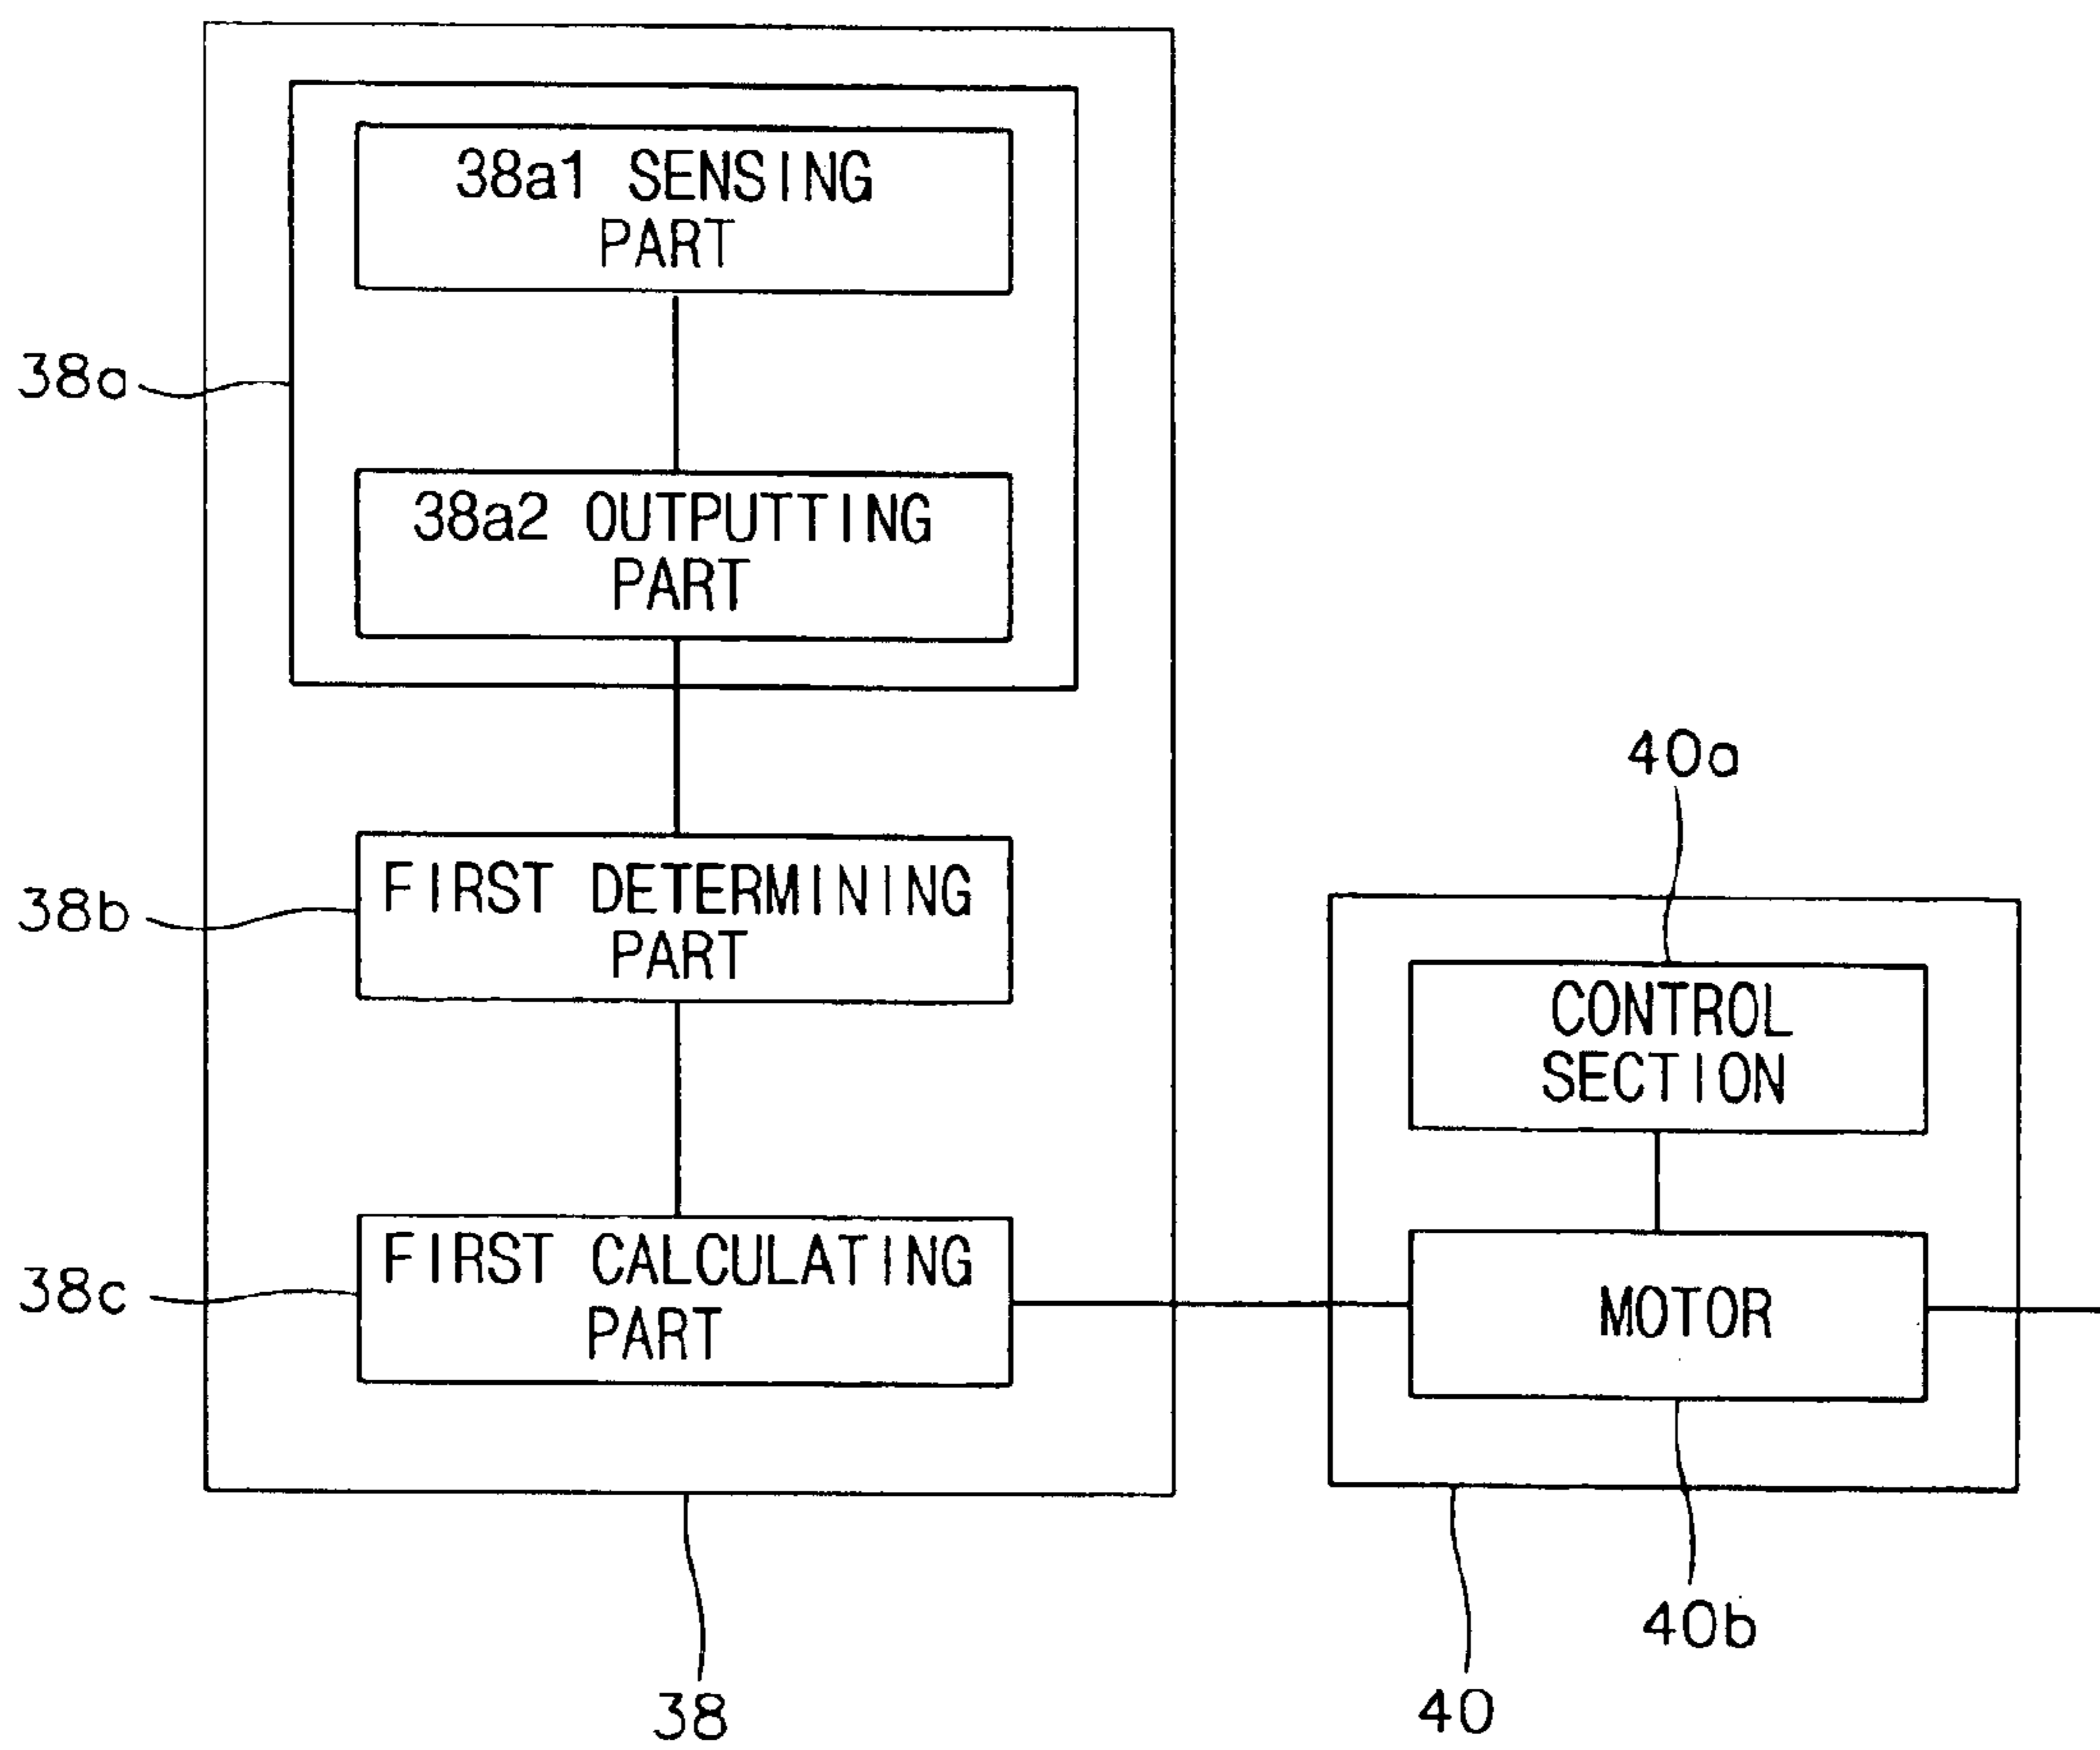 38a1 SENSING
PART
38a
38a2 OUTPUTTING
PART
40a
38b
FIRST DETERMINING
PART
CONTROL
SECTION
38c
FIRST CALCULATING
PART
MOTOR
40b
38
40